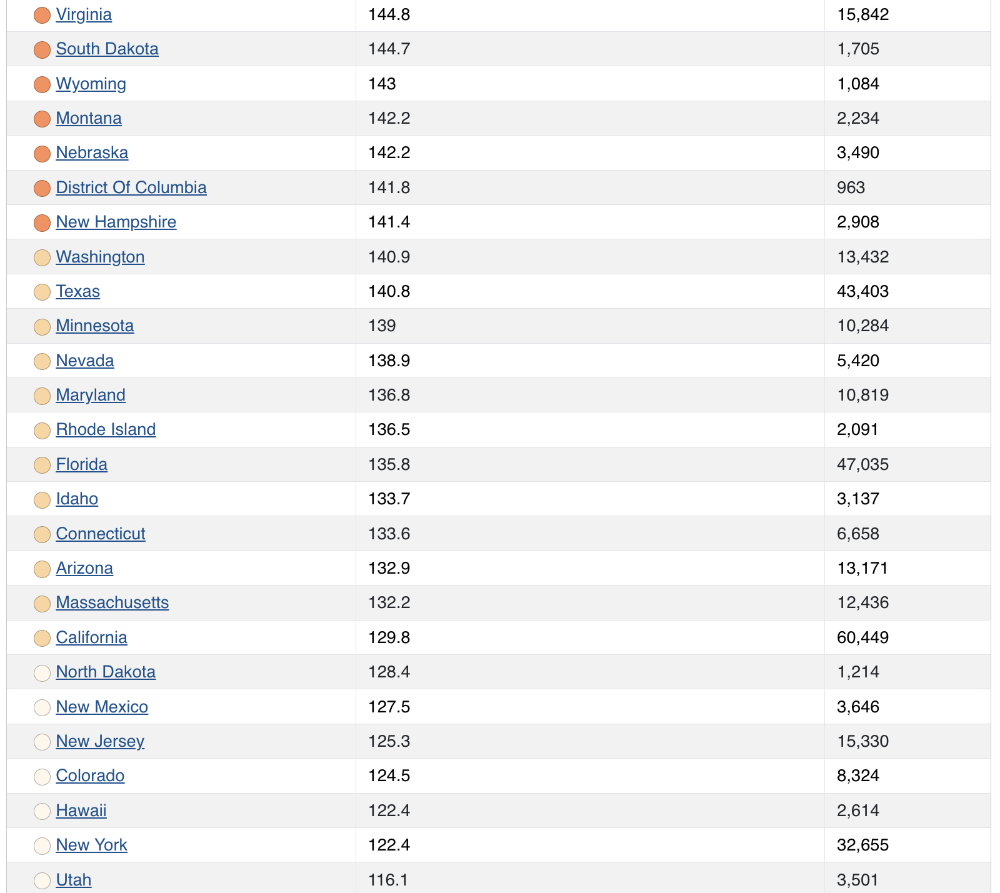 Virginia 144.8 15,842
South Dakota 144.7 1,705
Wyoming 143 1,084
Montana 142.2 2,234
Nebraska 142.2 3,490
District Of Columbia 141.8 963
New Hampshire 141.4 2,908
Washington 140.9 13,432
Texas 140.8 43,403
Minnesota 139 10,284
Nevada 138.9 5,420
Maryland 136.8 10,819
Rhode Island 136.5 2,091
Florida 135.8 47,035
Idaho 133.7 3,137
Connecticut 133.6 6,658
Arizona 132.9 13,171
Massachusetts 132.2 12,436
California 129.8 60,449
North Dakota 128.4 1,214
New Mexico 127.5 3,646
New Jersey 125.3 15,330
Colorado 124.5 8,324
Hawaii 122.4 2,614
New York 122.4 32,655
Utah 116.1 3,501